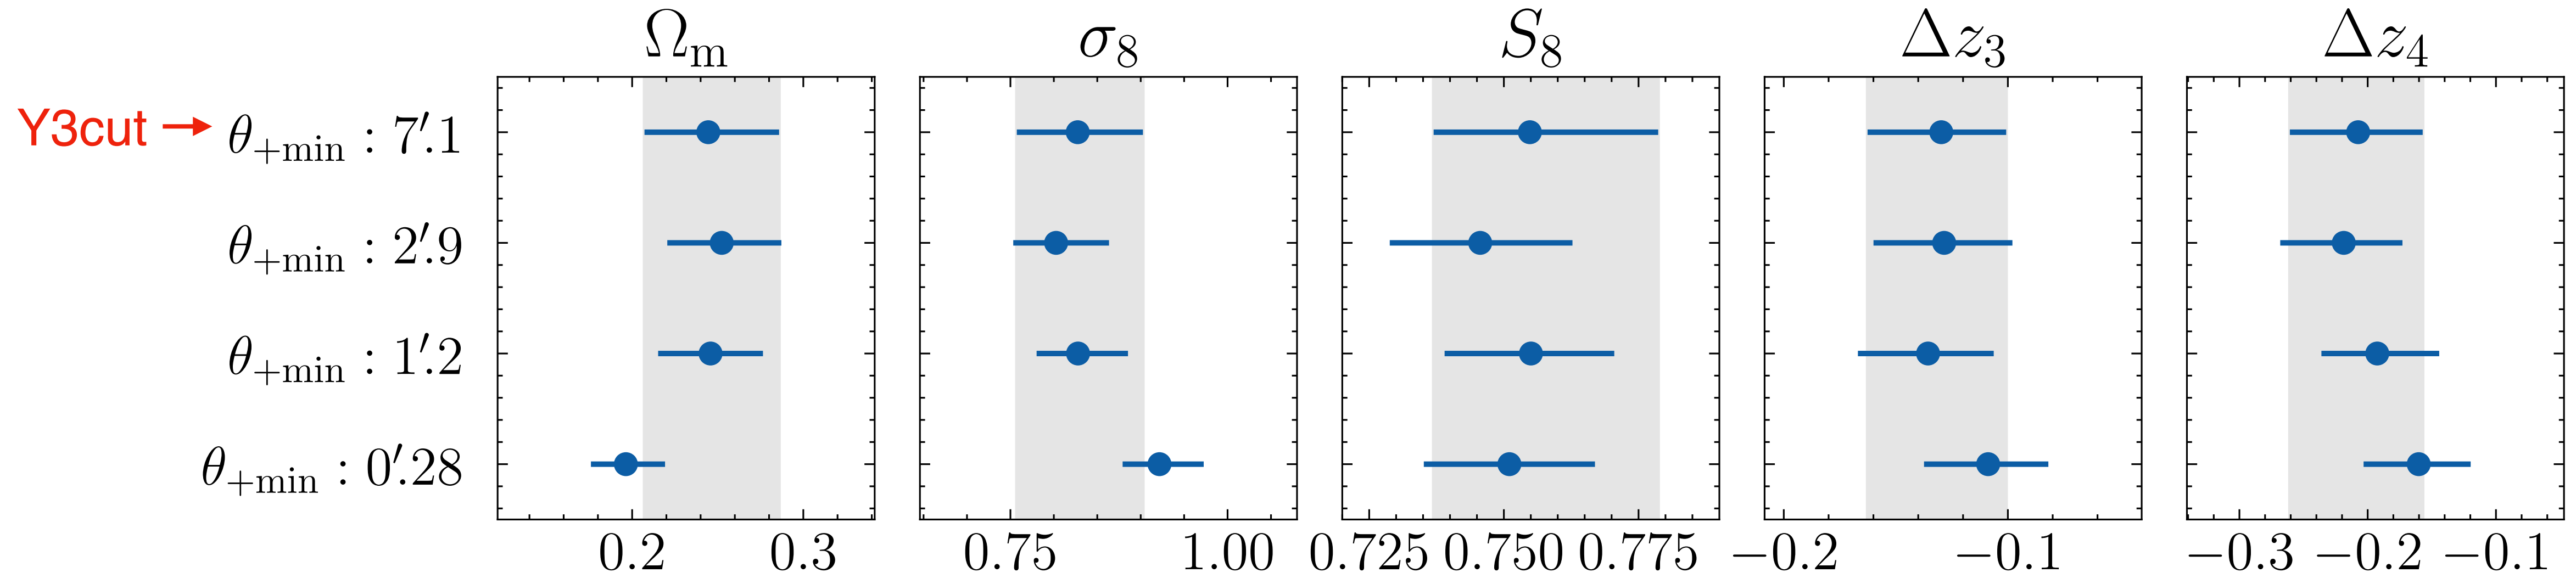 Ωm σ8 S8 Δz3 Δz4
Y3cut → θ+min : 7′.1
θ+min : 2′.9
θ+min : 1′.2
θ+min : 0′.28
0.2 0.3 0.75 1.00 0.725 0.750 0.775 −0.2 −0.1 −0.3 −0.2 −0.1